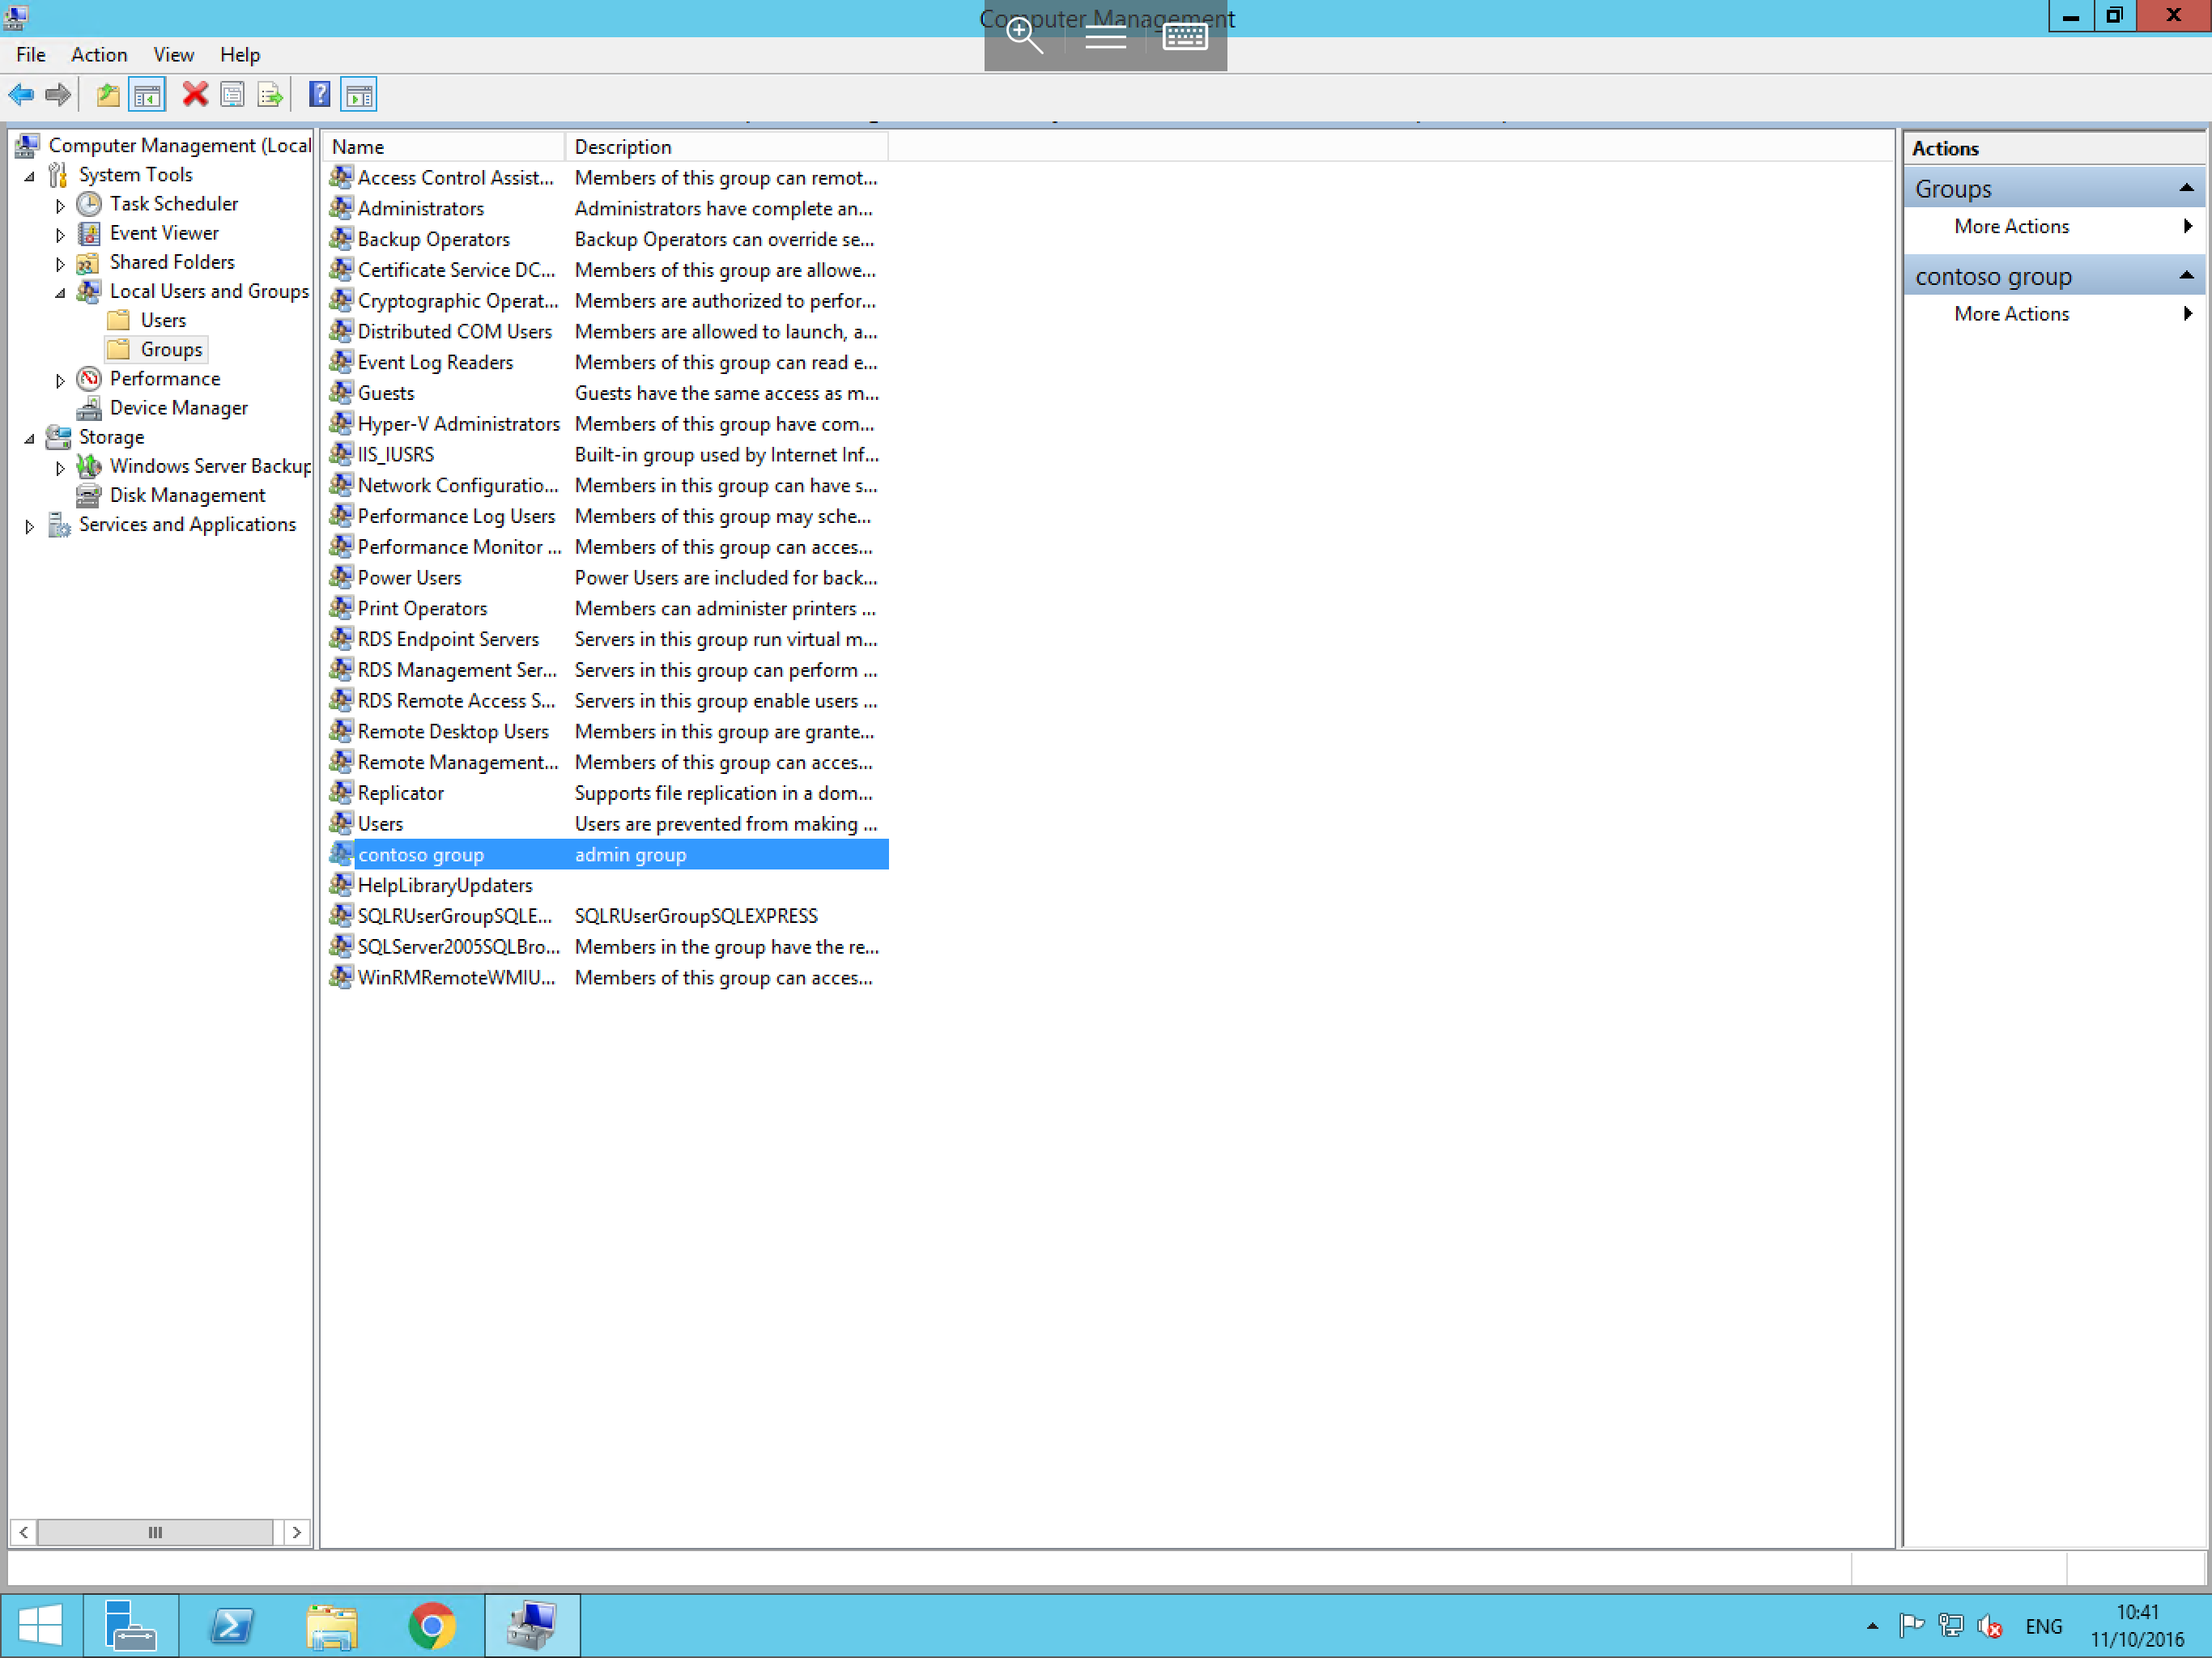 Computer Management
File Action View Help
Computer Management (Local
System Tools
Task Scheduler
Event Viewer
Shared Folders
Local Users and Groups
Users
Groups
Performance
Device Manager
Storage
Windows Server Backup
Disk Management
Services and Applications
Name Description
Access Control Assist... Members of this group can remot...
Administrators Administrators have complete an...
Backup Operators Backup Operators can override se...
Certificate Service DC... Members of this group are allowe...
Cryptographic Operat... Members are authorized to perfor...
Distributed COM Users Members are allowed to launch, a...
Event Log Readers Members of this group can read e...
Guests Guests have the same access as m...
Hyper-V Administrators Members of this group have com...
IIS_IUSRS Built-in group used by Internet Inf...
Network Configuratio... Members in this group can have s...
Performance Log Users Members of this group may sche...
Performance Monitor ... Members of this group can acces...
Power Users Power Users are included for back...
Print Operators Members can administer printers ...
RDS Endpoint Servers Servers in this group run virtual m...
RDS Management Ser... Servers in this group can perform ...
RDS Remote Access S... Servers in this group enable users ...
Remote Desktop Users Members in this group are grante...
Remote Management... Members of this group can acces...
Replicator Supports file replication in a dom...
Users Users are prevented from making ...
contoso group admin group
HelpLibraryUpdaters
SQLRUserGroupSQLE... SQLRUserGroupSQLEXPRESS
SQLServer2005SQLBro... Members in the group have the re...
WinRMRemoteWMIU... Members of this group can acces...
Actions
Groups
More Actions
contoso group
More Actions
ENG
10:41
11/10/2016